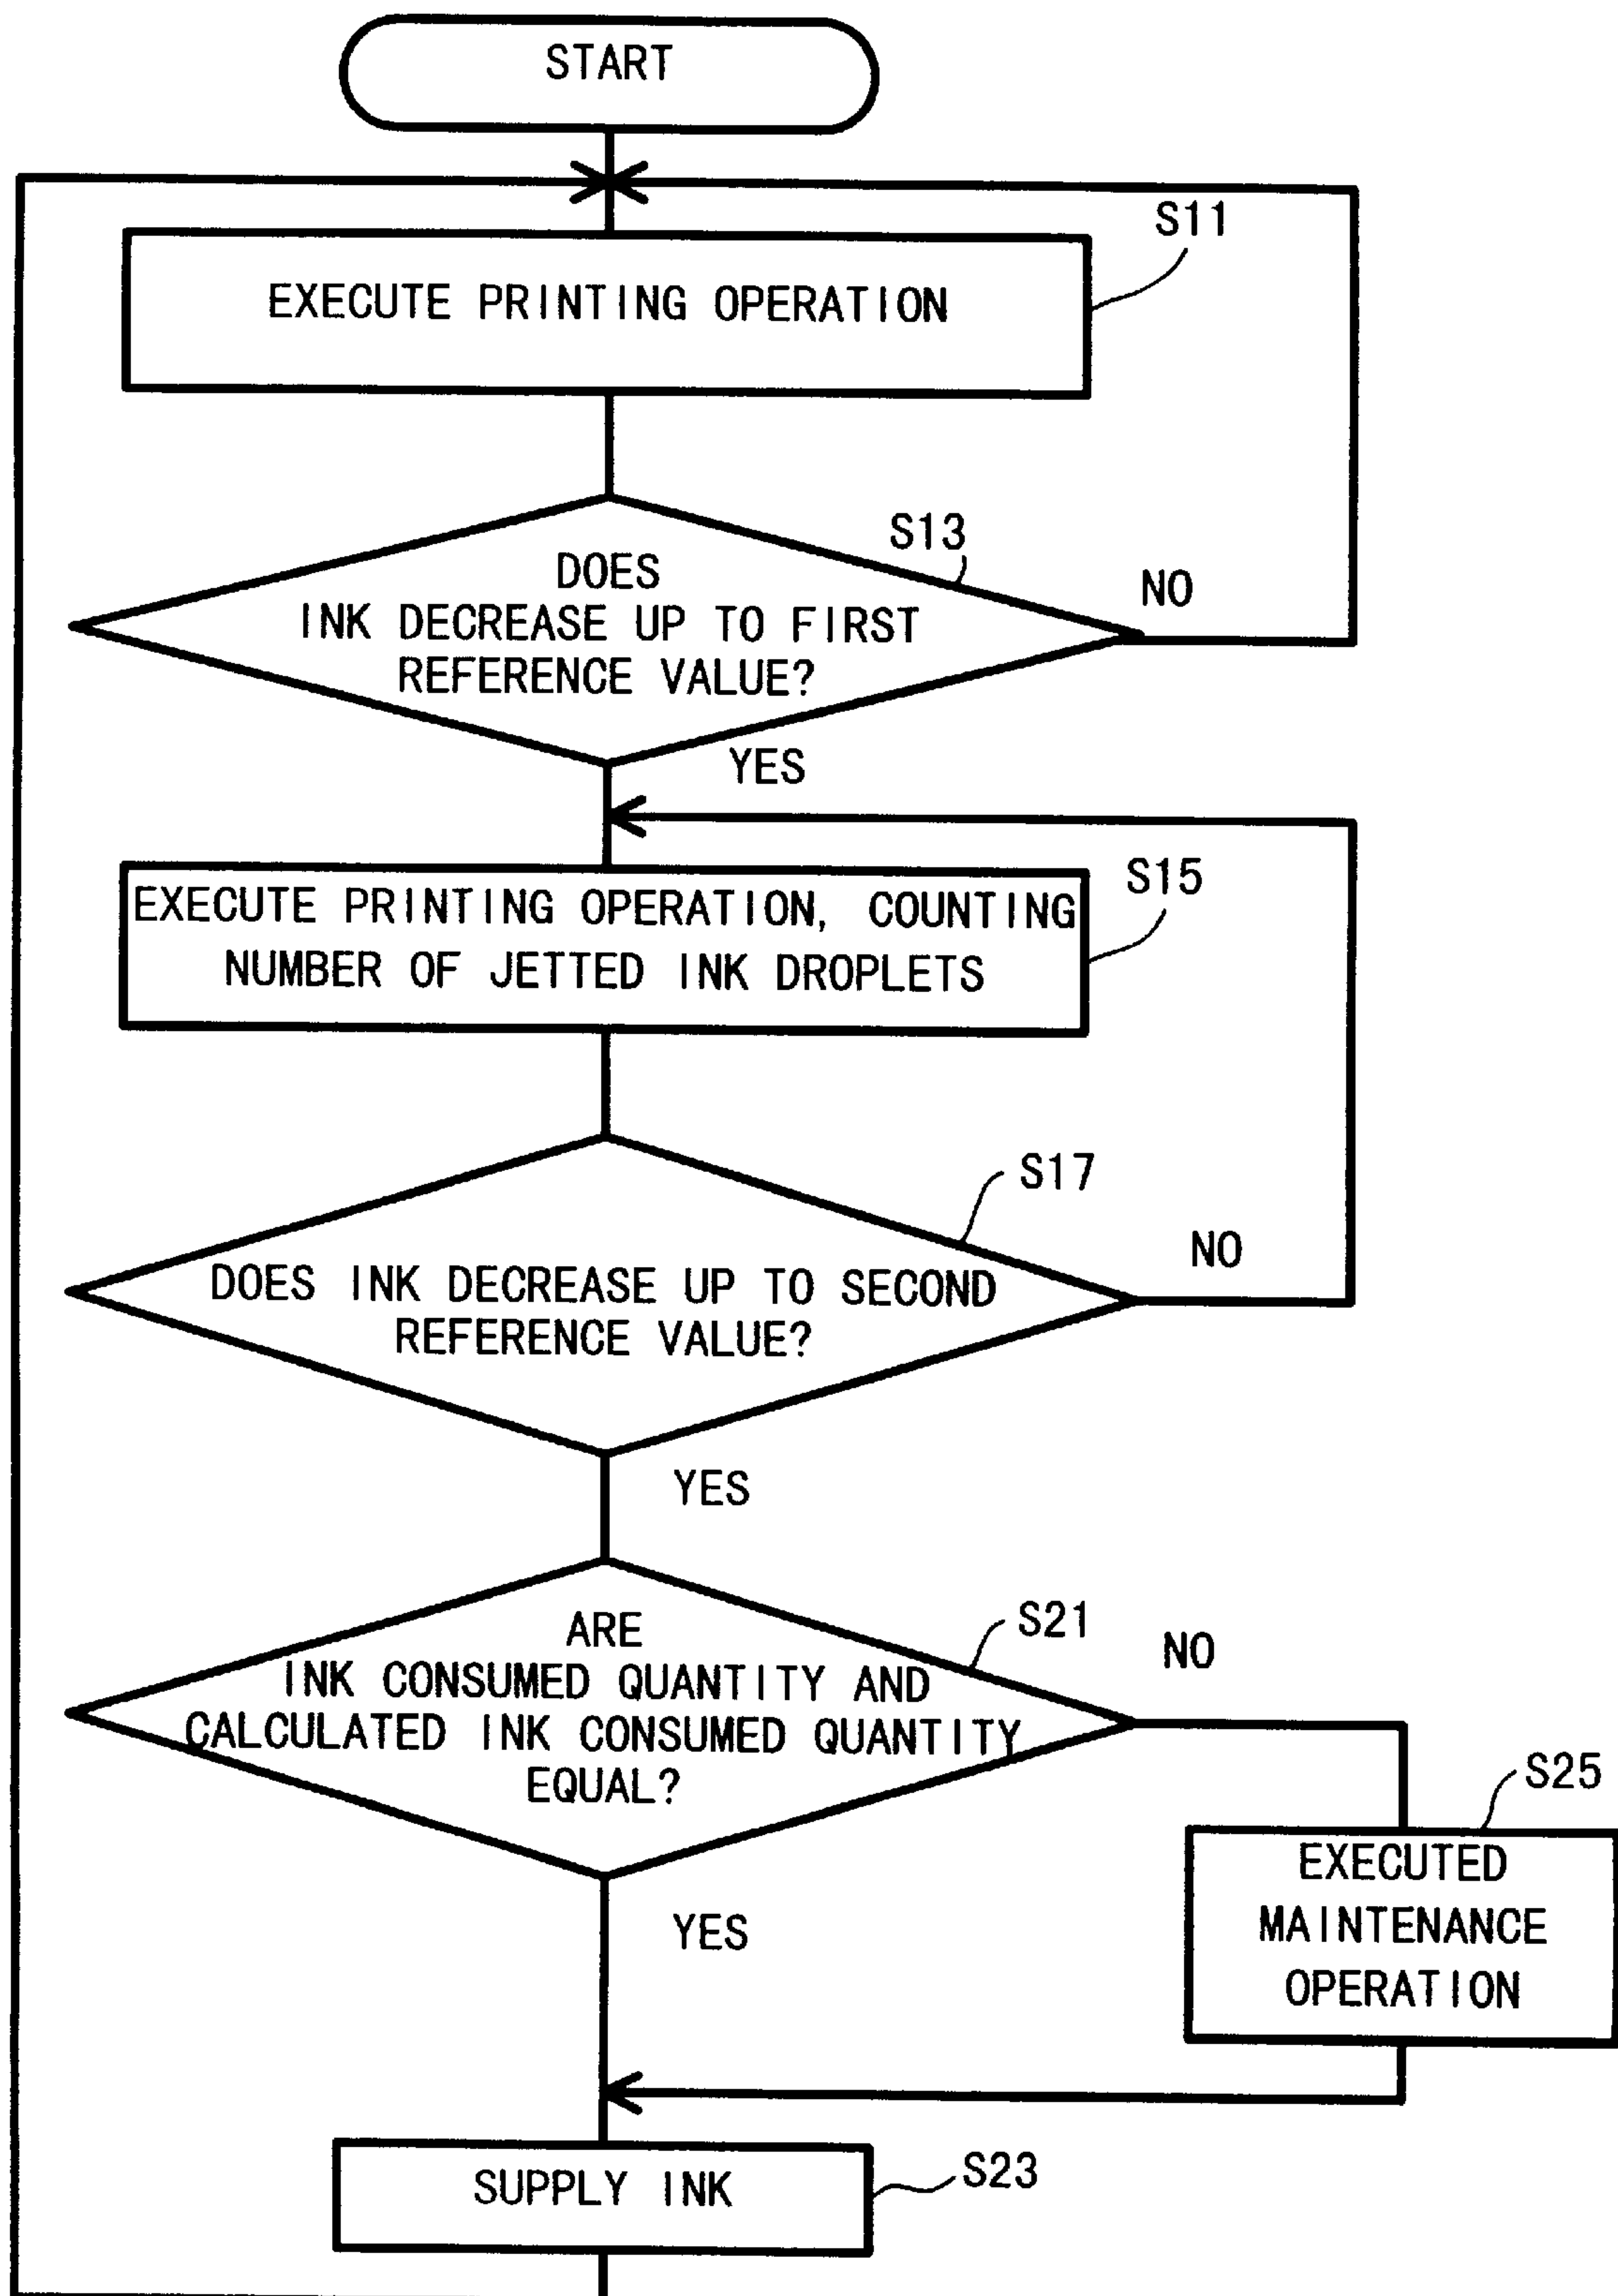 START
S11
EXECUTE PRINTING OPERATION
S13
DOES
INK DECREASE UP TO FIRST
REFERENCE VALUE?
NO
YES
S15
EXECUTE PRINTING OPERATION, COUNTING
NUMBER OF JETTED INK DROPLETS
S17
DOES INK DECREASE UP TO SECOND
REFERENCE VALUE?
NO
YES
S21
ARE
INK CONSUMED QUANTITY AND
CALCULATED INK CONSUMED QUANTITY
EQUAL?
NO
S25
EXECUTED
MAINTENANCE
OPERATION
YES
SUPPLY INK
S23